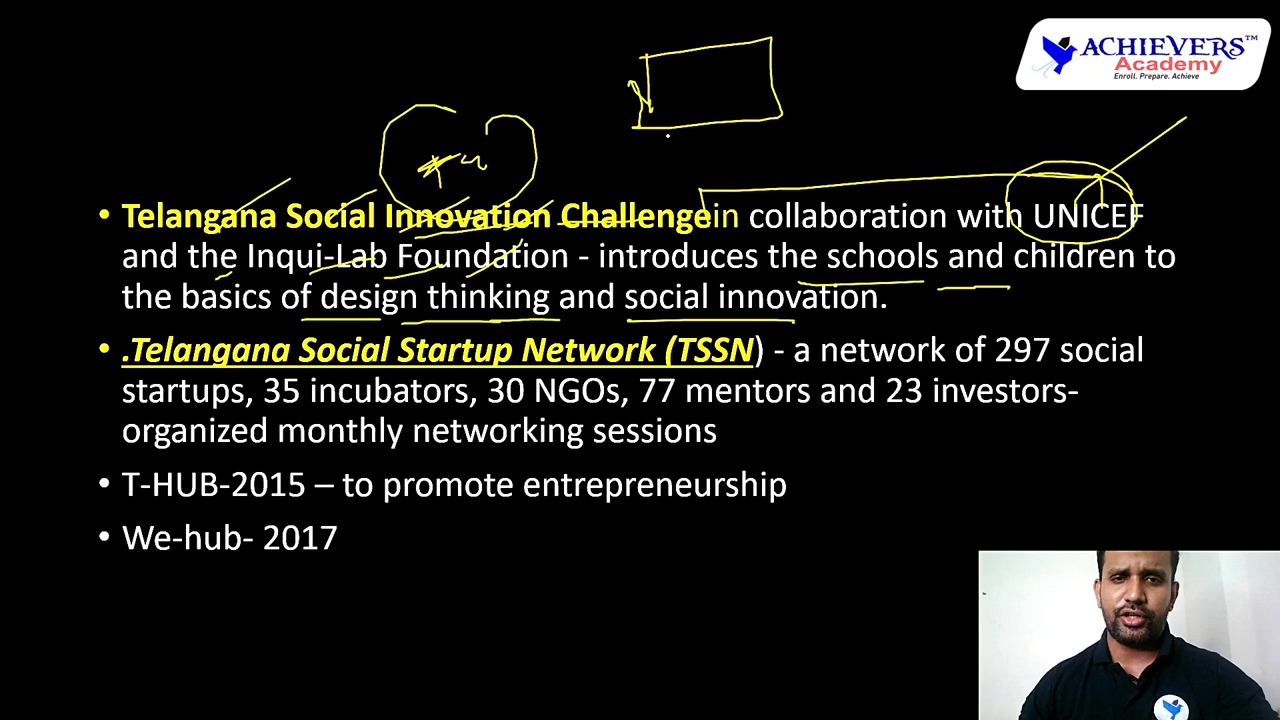 ACHIEVERS™
Academy
Enroll. Prepare. Achieve
• Telangana Social Innovation Challengein collaboration with UNICEF
and the Inqui-Lab Foundation - introduces the schools and children to
the basics of design thinking and social innovation.
• .Telangana Social Startup Network (TSSN) - a network of 297 social
startups, 35 incubators, 30 NGOs, 77 mentors and 23 investors-
organized monthly networking sessions
• T-HUB-2015 – to promote entrepreneurship
• We-hub- 2017